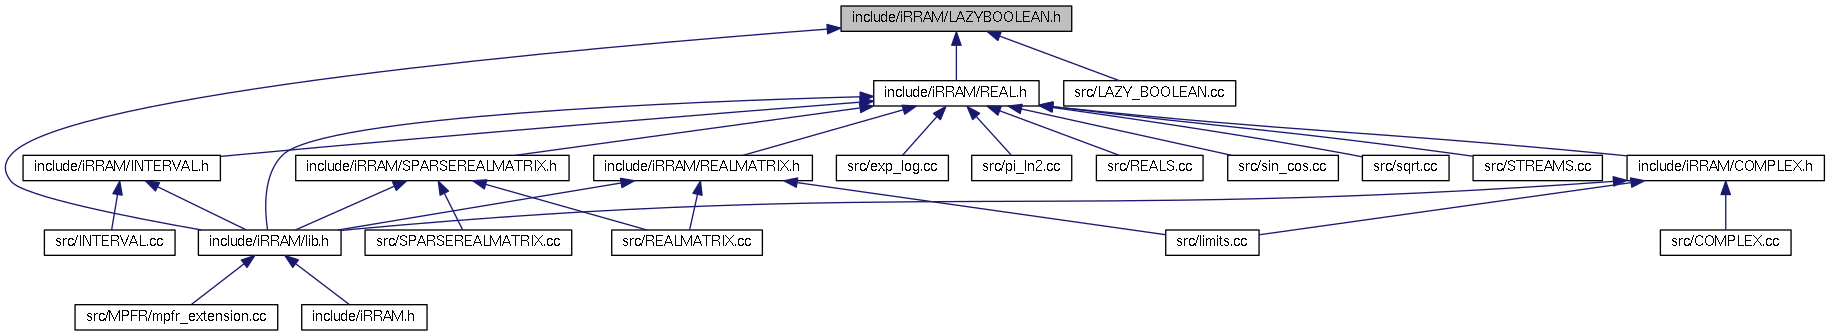 include/iRRAM/LAZYBOOLEAN.h
include/iRRAM/REAL.h
src/LAZY_BOOLEAN.cc
include/iRRAM/INTERVAL.h
include/iRRAM/SPARSEREALMATRIX.h
include/iRRAM/REALMATRIX.h
src/exp_log.cc
src/pi_ln2.cc
src/REALS.cc
src/sin_cos.cc
src/sqrt.cc
src/STREAMS.cc
include/iRRAM/COMPLEX.h
src/INTERVAL.cc
include/iRRAM/lib.h
src/SPARSEREALMATRIX.cc
src/REALMATRIX.cc
src/limits.cc
src/COMPLEX.cc
src/MPFR/mpfr_extension.cc
include/iRRAM.h